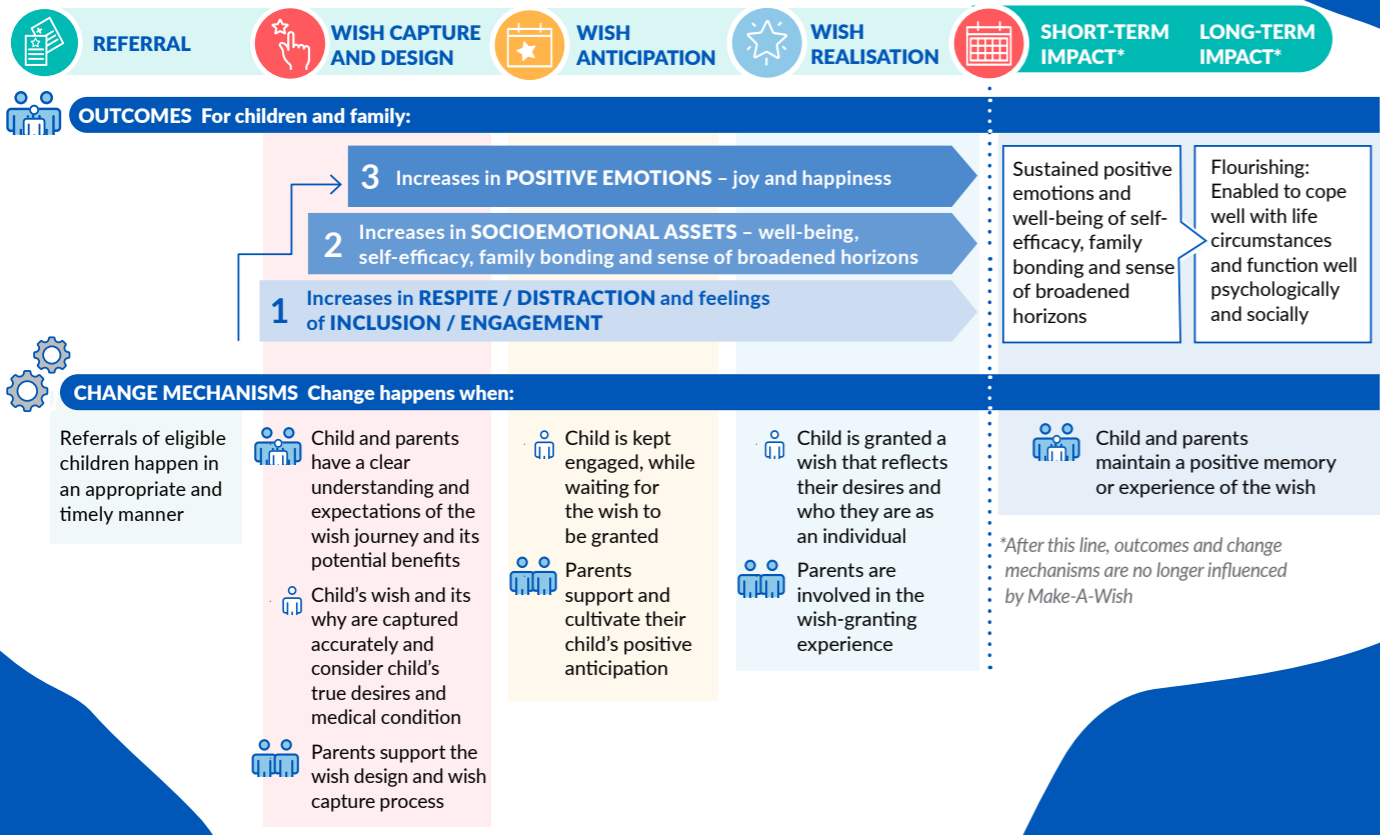 REFERRAL
WISH CAPTURE
AND DESIGN
WISH
ANTICIPATION
WISH
REALISATION
SHORT-TERM
IMPACT*
LONG-TERM
IMPACT*
OUTCOMES For children and family:
3 Increases in POSITIVE EMOTIONS – joy and happiness
2 Increases in SOCIOEMOTIONAL ASSETS – well-being,
self-efficacy, family bonding and sense of broadened horizons
1 Increases in RESPITE / DISTRACTION and feelings
of INCLUSION / ENGAGEMENT
Sustained positive
emotions and
well-being of self-
efficacy, family
bonding and sense
of broadened
horizons
Flourishing:
Enabled to cope
well with life
circumstances
and function well
psychologically
and socially
CHANGE MECHANISMS Change happens when:
Referrals of eligible
children happen in
an appropriate and
timely manner
Child and parents
have a clear
understanding and
expectations of the
wish journey and its
potential benefits
Child's wish and its
why are captured
accurately and
consider child's
true desires and
medical condition
Parents support the
wish design and wish
capture process
Child is kept
engaged, while
waiting for
the wish to
be granted
Parents
support and
cultivate their
child's positive
anticipation
Child is granted a
wish that reflects
their desires and
who they are as
an individual
Parents are
involved in the
wish-granting
experience
Child and parents
maintain a positive memory
or experience of the wish
*After this line, outcomes and change
mechanisms are no longer influenced
by Make-A-Wish